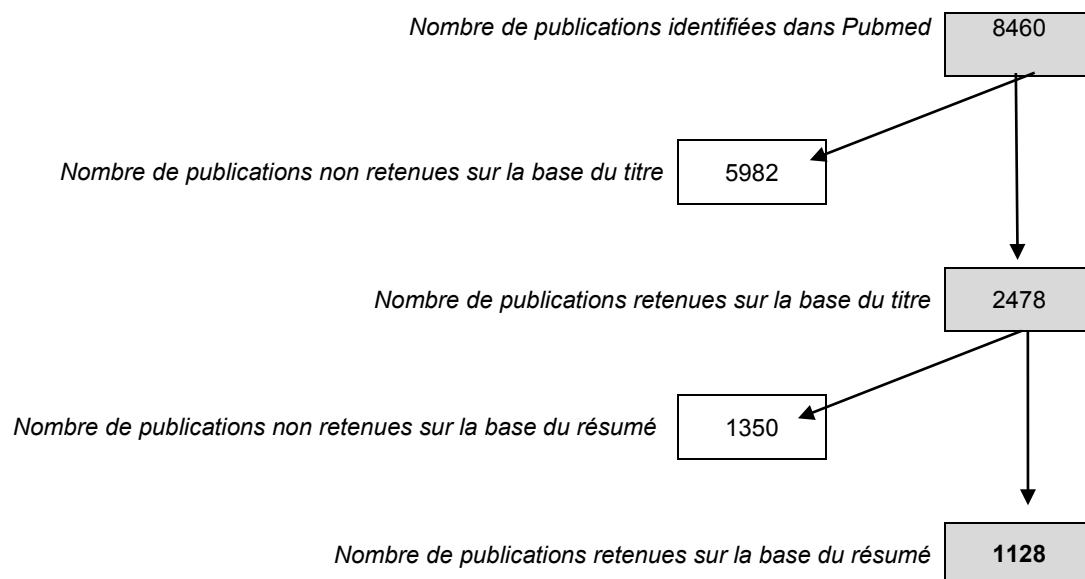 Nombre de publications identifiées dans Pubmed 8460
Nombre de publications non retenues sur la base du titre 5982
Nombre de publications retenues sur la base du titre 2478
Nombre de publications non retenues sur la base du résumé 1350
Nombre de publications retenues sur la base du résumé 1128